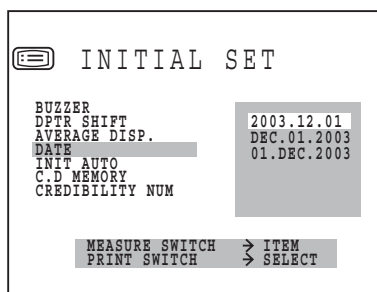 INITIAL SET
BUZZER
DPTR SHIFT
AVERAGE DISP.
DATE
INIT AUTO
C.D MEMORY
CREDIBILITY NUM
2003.12.01
DEC.01.2003
01.DEC.2003
MEASURE SWITCH → ITEM
PRINT SWITCH → SELECT